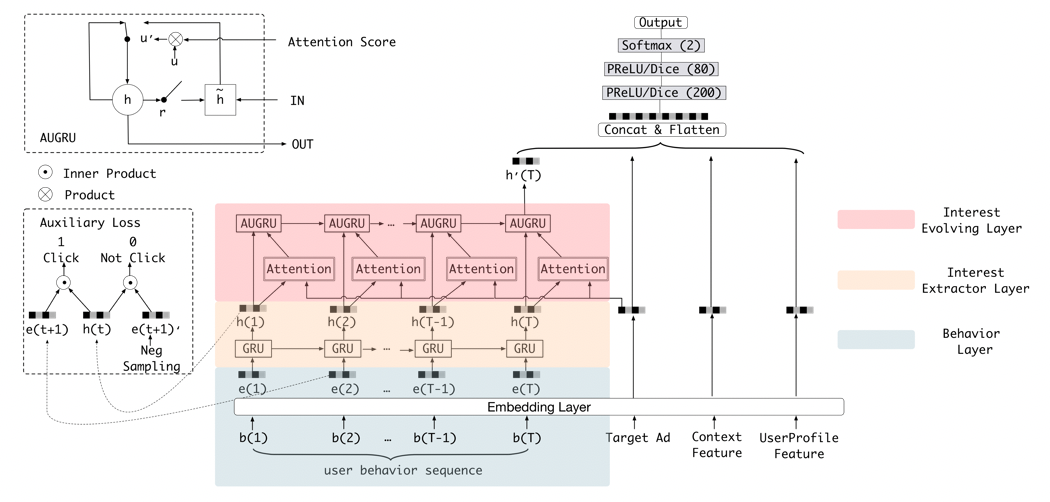 Output
Softmax (2)
PReLU/Dice (80)
PReLU/Dice (200)
Concat & Flatten
u' u
Attention Score
h r h̃
IN
OUT
AUGRU
Inner Product
Product
Auxiliary Loss
1 0
Click Not Click
e(t+1) h(t) e(t+1)'
Neg
Sampling
h'(T)
AUGRU AUGRU ... AUGRU AUGRU
Attention Attention Attention Attention
h(1) h(2) h(T-1) h(T)
GRU GRU ... GRU GRU
e(1) e(2) ... e(T-1) e(T)
Embedding Layer
b(1) b(2) ... b(T-1) b(T)
user behavior sequence
Target Ad
Context
Feature
UserProfile
Feature
Interest
Evolving Layer
Interest
Extractor Layer
Behavior
Layer